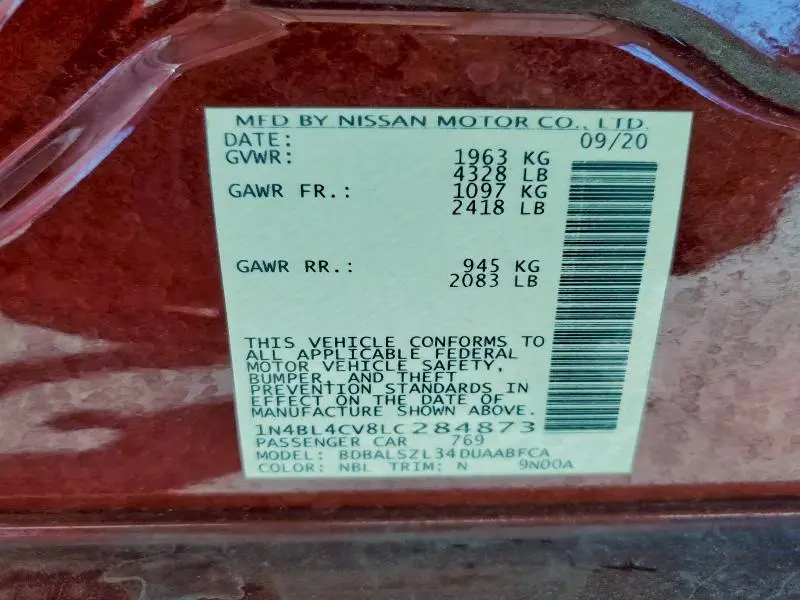 MFD BY NISSAN MOTOR CO., LTD.
DATE: 09/20
GVWR: 1963 KG
4328 LB
GAWR FR.: 1097 KG
2418 LB
GAWR RR.: 945 KG
2083 LB
THIS VEHICLE CONFORMS TO
ALL APPLICABLE FEDERAL
MOTOR VEHICLE SAFETY,
BUMPER, AND THEFT
PREVENTION STANDARDS IN
EFFECT ON THE DATE OF
MANUFACTURE SHOWN ABOVE.
1N4BL4CV8LC284873
PASSENGER CAR 769
MODEL: BDBALSZL34DUAABFCA
COLOR: NBL TRIM: N 9N00A